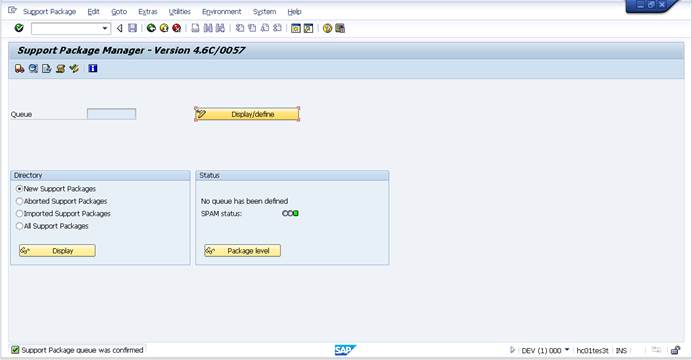 Support Package Edit Goto Extras Utilities Environment System Help
Support Package Manager - Version 4.6C/0057
Queue Display/define
Directory Status
New Support Packages
Aborted Support Packages No queue has been defined
Imported Support Packages SPAM status:
All Support Packages
Display Package level
Support Package queue was confirmed SAP DEV (1) 000 hc01tes3t INS